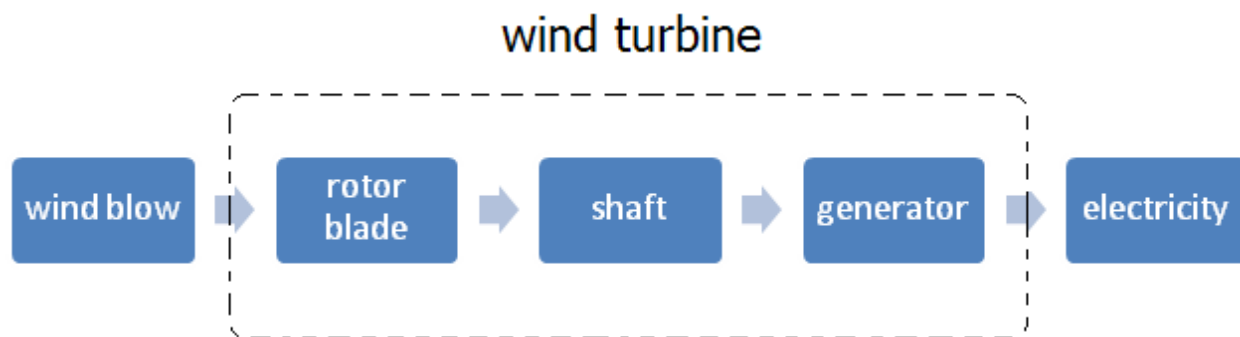 wind turbine
wind blow
rotor
blade
shaft
generator
electricity